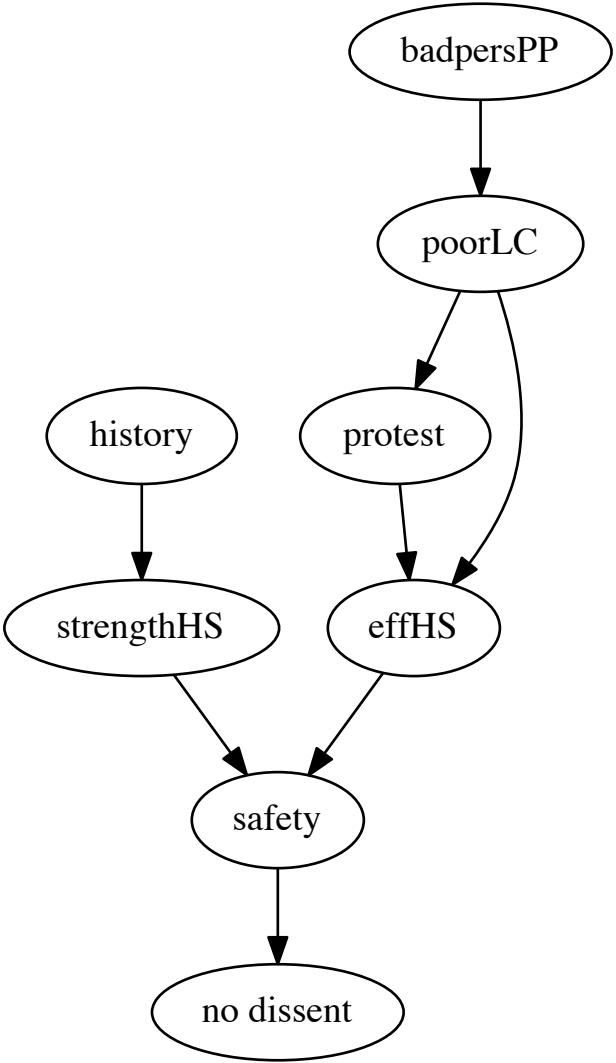 badpersPP
poorLC
history
protest
strengthHS
effHS
safety
no dissent